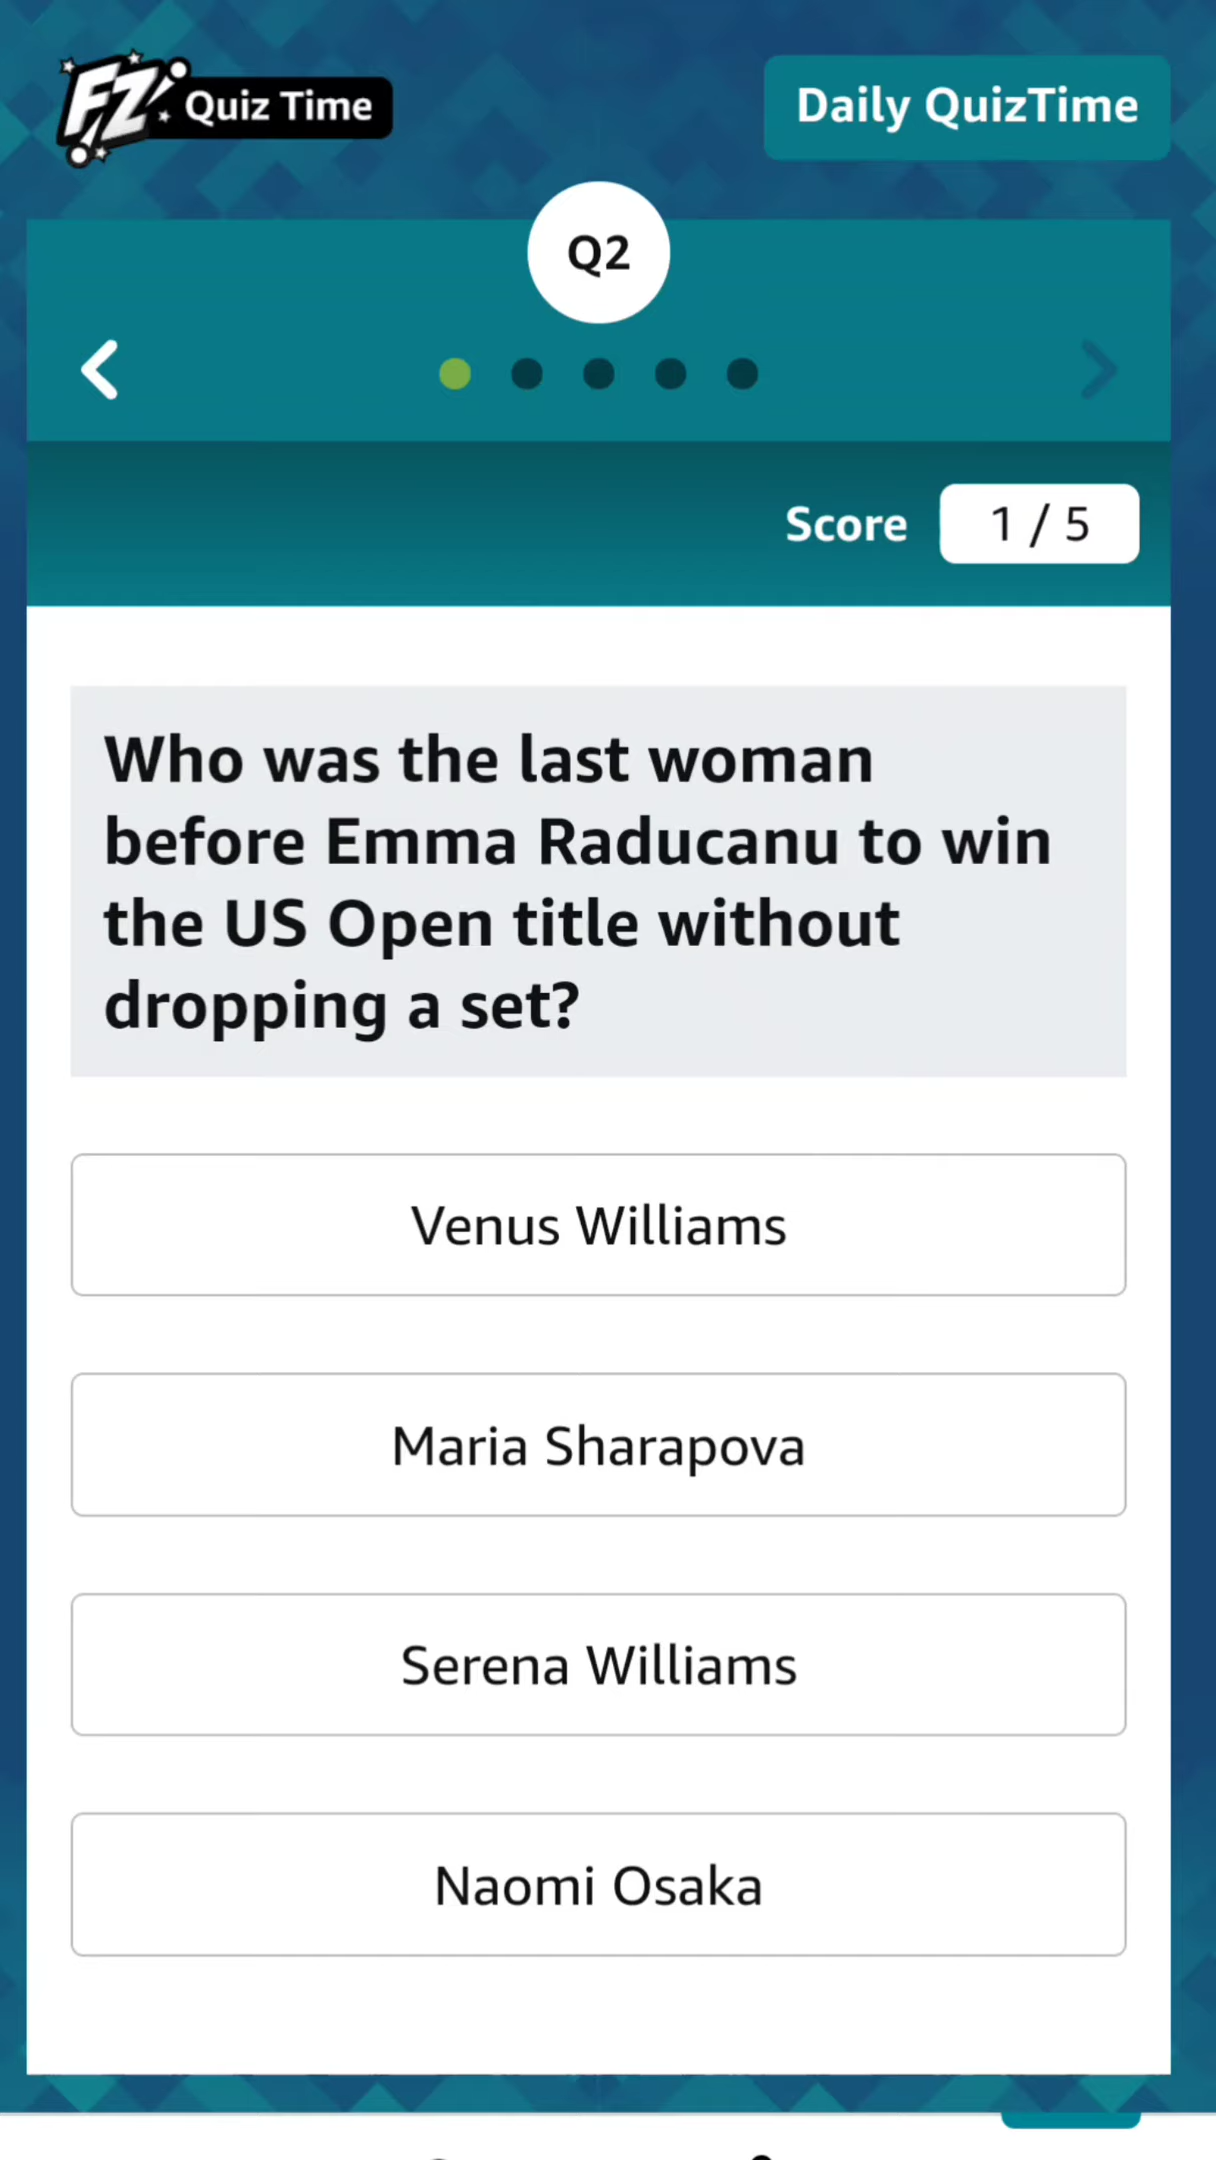 FZ Quiz Time
Daily QuizTime
Q2
Score 1 / 5
Who was the last woman
before Emma Raducanu to win
the US Open title without
dropping a set?
Venus Williams
Maria Sharapova
Serena Williams
Naomi Osaka